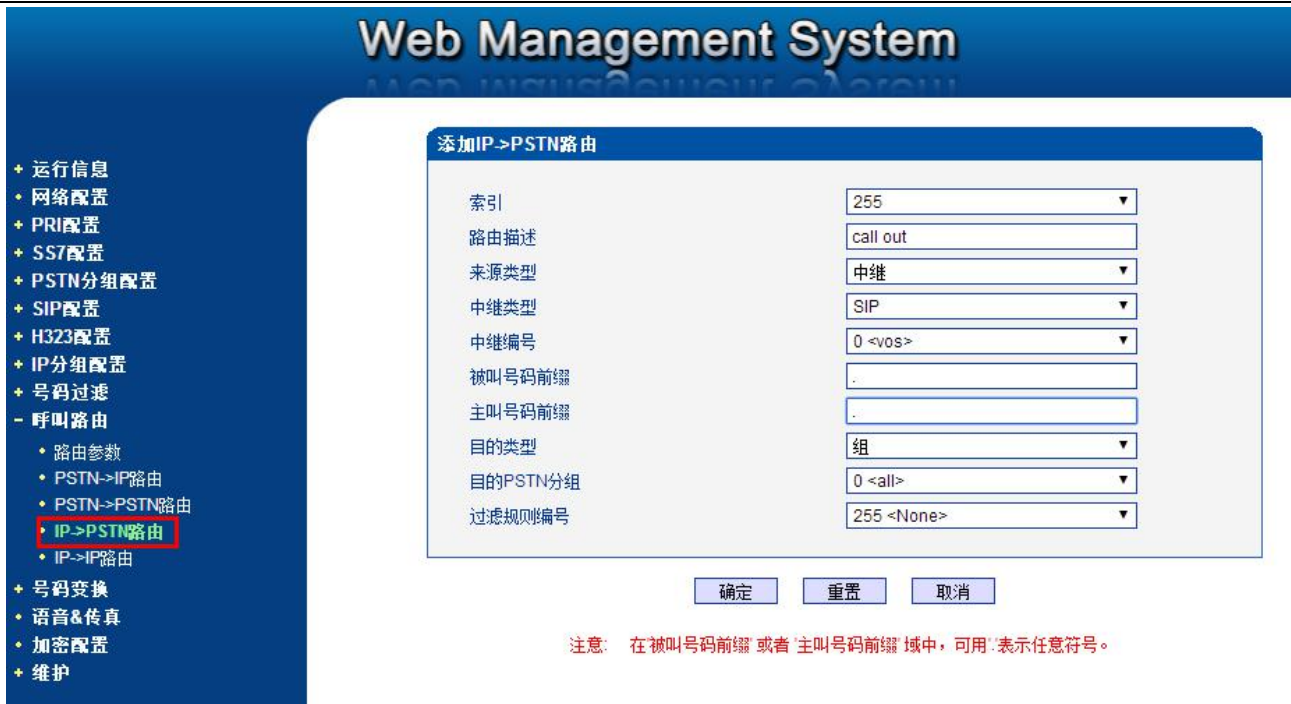 Web Management System
+ 运行信息
• 网络配置
+ PRI配置
+ SS7配置
+ PSTN分组配置
+ SIP配置
+ H323配置
+ IP分组配置
+ 号码过滤
- 呼叫路由
• 路由参数
• PSTN->IP路由
• PSTN->PSTN路由
• IP->PSTN路由
• IP->IP路由
+ 号码变换
• 语音&传真
• 加密配置
+ 维护
添加IP->PSTN路由
索引 255
路由描述 call out
来源类型 中继
中继类型 SIP
中继编号 0 <vos>
被叫号码前缀 .
主叫号码前缀 .
目的类型 组
目的PSTN分组 0 <all>
过滤规则编号 255 <None>
确定 重置 取消
注意: 在'被叫号码前缀' 或者 '主叫号码前缀' 域中，可用'.'表示任意符号。